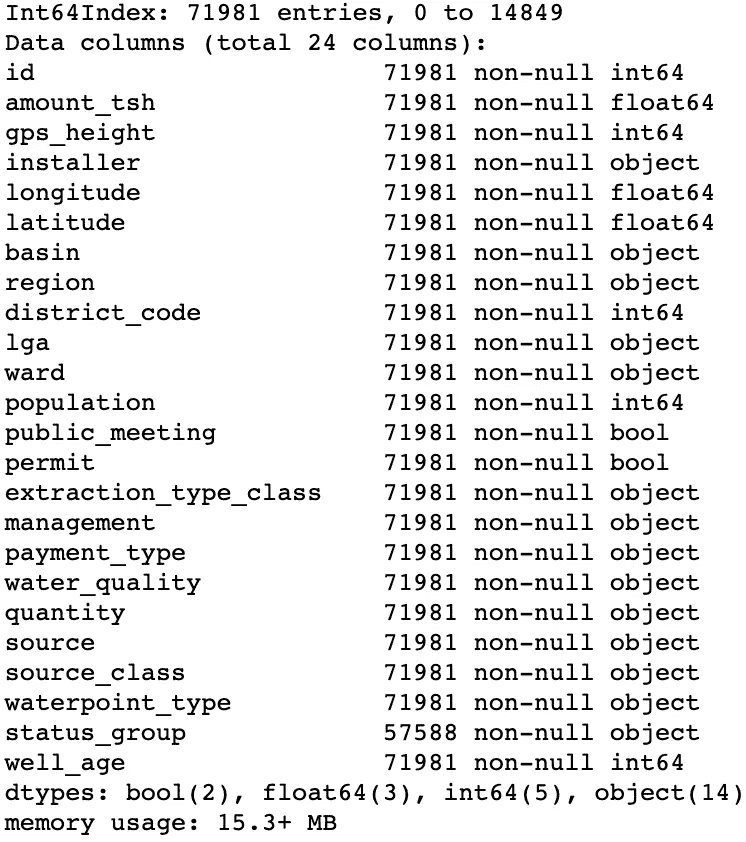 Int64Index: 71981 entries, 0 to 14849
Data columns (total 24 columns):
id 71981 non-null int64
amount_tsh 71981 non-null float64
gps_height 71981 non-null int64
installer 71981 non-null object
longitude 71981 non-null float64
latitude 71981 non-null float64
basin 71981 non-null object
region 71981 non-null object
district_code 71981 non-null int64
lga 71981 non-null object
ward 71981 non-null object
population 71981 non-null int64
public_meeting 71981 non-null bool
permit 71981 non-null bool
extraction_type_class 71981 non-null object
management 71981 non-null object
payment_type 71981 non-null object
water_quality 71981 non-null object
quantity 71981 non-null object
source 71981 non-null object
source_class 71981 non-null object
waterpoint_type 71981 non-null object
status_group 57588 non-null object
well_age 71981 non-null int64
dtypes: bool(2), float64(3), int64(5), object(14)
memory usage: 15.3+ MB